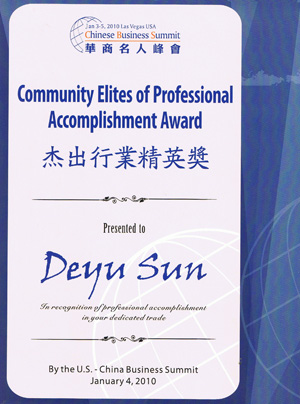 Jan 3-5, 2010 Las Vegas USA
Chinese Business Summit
華商名人峰會
Community Elites of Professional
Accomplishment Award
杰出行業精英獎
Presented to
Deyu Sun
In recognition of professional accomplishment
in your dedicated trade
By the U.S. - China Business Summit
January 4, 2010